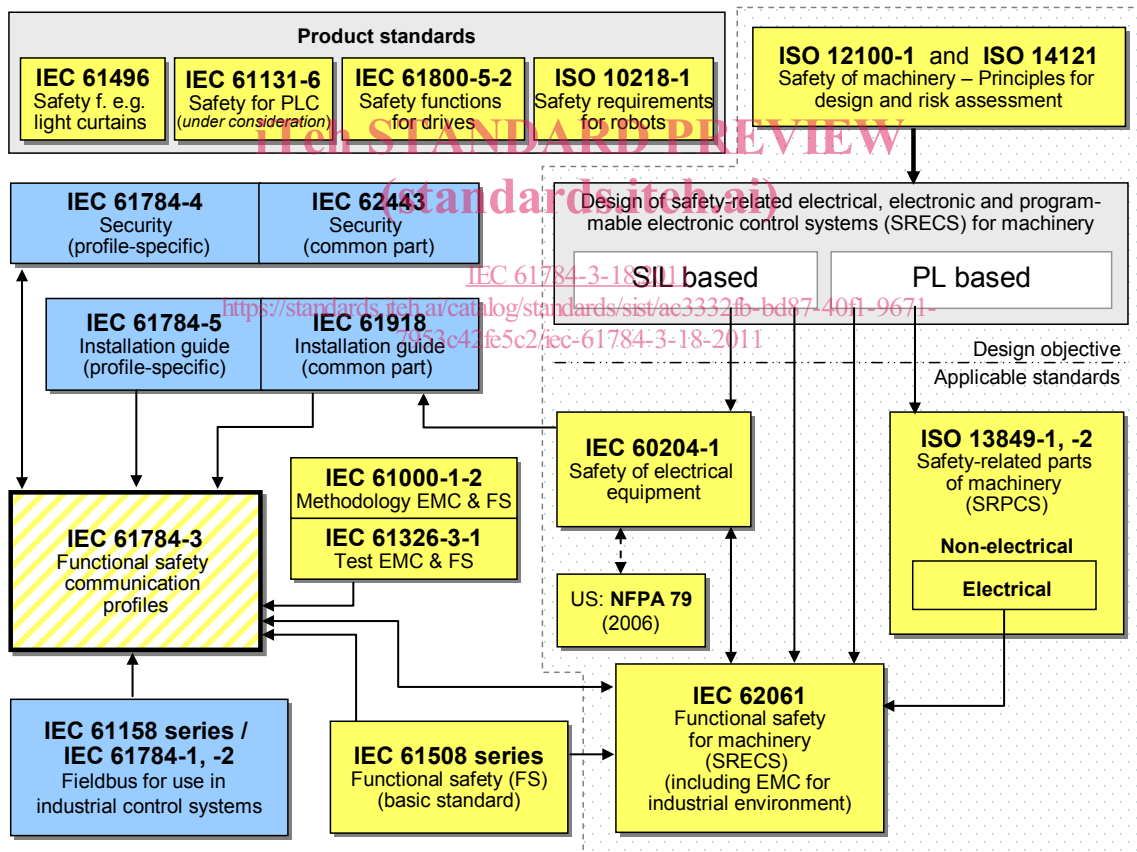 Product standards
IEC 61496
Safety f. e.g.
light curtains
IEC 61131-6
Safety for PLC
(under consideration)
IEC 61800-5-2
Safety functions
for drives
ISO 10218-1
Safety requirements
for robots
ISO 12100-1 and ISO 14121
Safety of machinery – Principles for
design and risk assessment
iTeh STANDARD PREVIEW
(standards.iteh.ai)
IEC 61784-4
Security
(profile-specific)
IEC 62443
Security
(common part)
Design of safety-related electrical, electronic and program-
mable electronic control systems (SRECS) for machinery
SIL based
PL based
IEC 61784-3-18:2011
https://standards.iteh.ai/catalog/standards/sist/ac3332fb-bd87-40f1-9671-
7953c42fe5c2/iec-61784-3-18-2011
IEC 61784-5
Installation guide
(profile-specific)
IEC 61918
Installation guide
(common part)
Design objective
Applicable standards
IEC 60204-1
Safety of electrical
equipment
ISO 13849-1, -2
Safety-related parts
of machinery
(SRPCS)
Non-electrical
Electrical
IEC 61000-1-2
Methodology EMC & FS
IEC 61326-3-1
Test EMC & FS
IEC 61784-3
Functional safety
communication
profiles
US: NFPA 79
(2006)
IEC 62061
Functional safety
for machinery
(SRECS)
(including EMC for
industrial environment)
IEC 61158 series /
IEC 61784-1, -2
Fieldbus for use in
industrial control systems
IEC 61508 series
Functional safety (FS)
(basic standard)